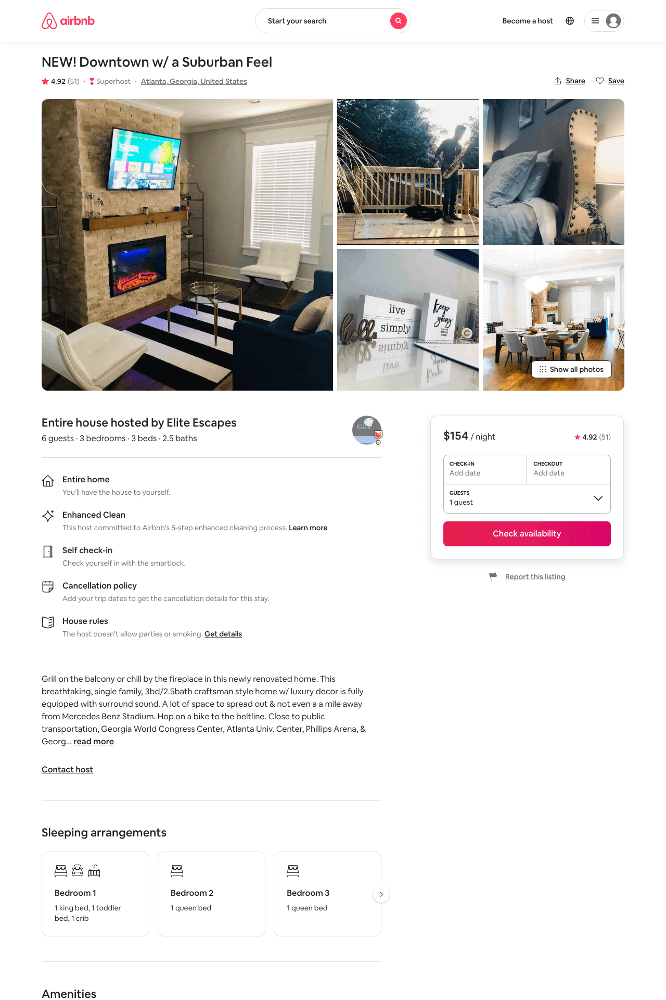 airbnb
Start your search
Become a host
NEW! Downtown w/ a Suburban Feel
4.92 (51) · Superhost · Atlanta, Georgia, United States
Share
Save
live
simply
hello
Keep
going
Show all photos
Entire house hosted by Elite Escapes
6 guests · 3 bedrooms · 3 beds · 2.5 baths
ELITE
ESCAPES
$154 / night
4.92 (51)
CHECK-IN
Add date
CHECKOUT
Add date
GUESTS
1 guest
Check availability
Report this listing
Entire home
You’ll have the house to yourself.
Enhanced Clean
This host committed to Airbnb's 5-step enhanced cleaning process. Learn more
Self check-in
Check yourself in with the smartlock.
Cancellation policy
Add your trip dates to get the cancellation details for this stay.
House rules
The host doesn’t allow parties or smoking. Get details
Grill on the balcony or chill by the fireplace in this newly renovated home. This
breathtaking, single family, 3bd/2.5bath craftsman style home w/ luxury decor is fully
equipped with surround sound. A lot of space to spread out & not even a a mile away
from Mercedes Benz Stadium. Hop on a bike to the beltline. Close to public
transportation, Georgia World Congress Center, Atlanta Univ. Center, Phillips Arena, &
Georg... read more
Contact host
Sleeping arrangements
Bedroom 1
1 king bed, 1 toddler
bed, 1 crib
Bedroom 2
1 queen bed
Bedroom 3
1 queen bed
Amenities